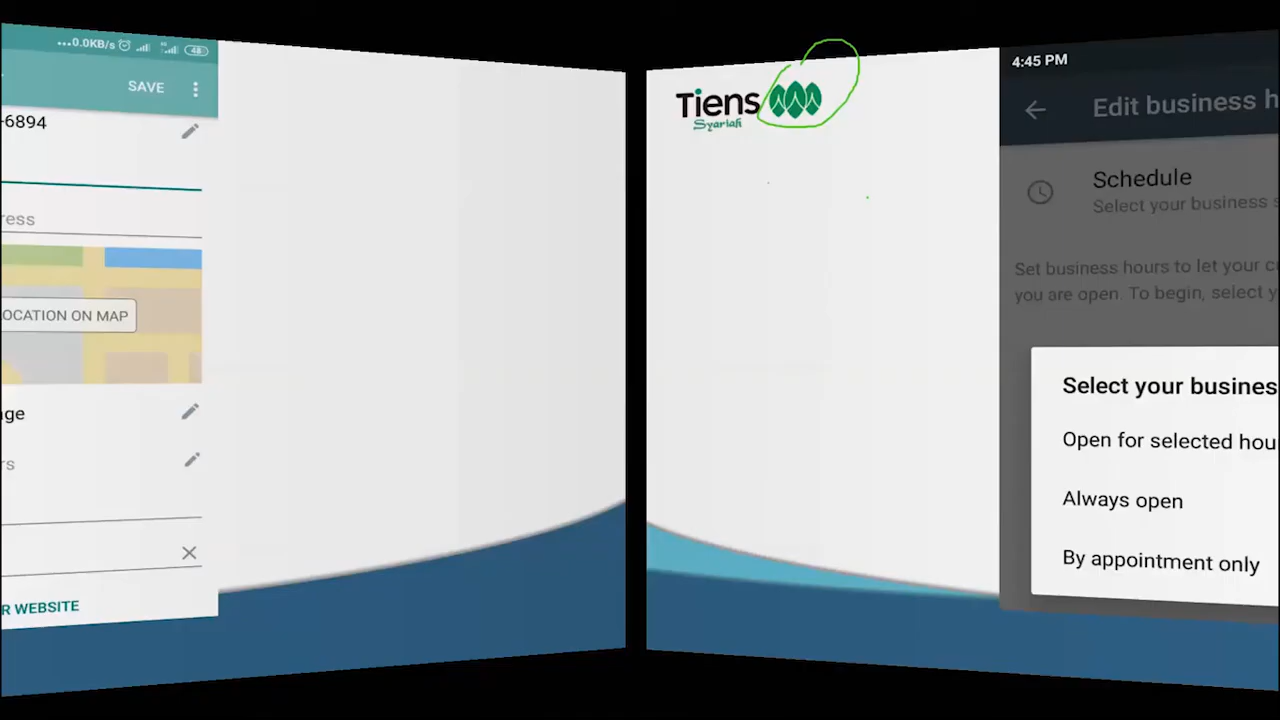 ...0.0KB/s 48
SAVE
-6894
ress
OCATION ON MAP
ge
rs
R WEBSITE
Tiens
Syariah
4:45 PM
Edit business h
Schedule
Select your business s
Set business hours to let your c
you are open. To begin, select y
Select your busines
Open for selected hou
Always open
By appointment only